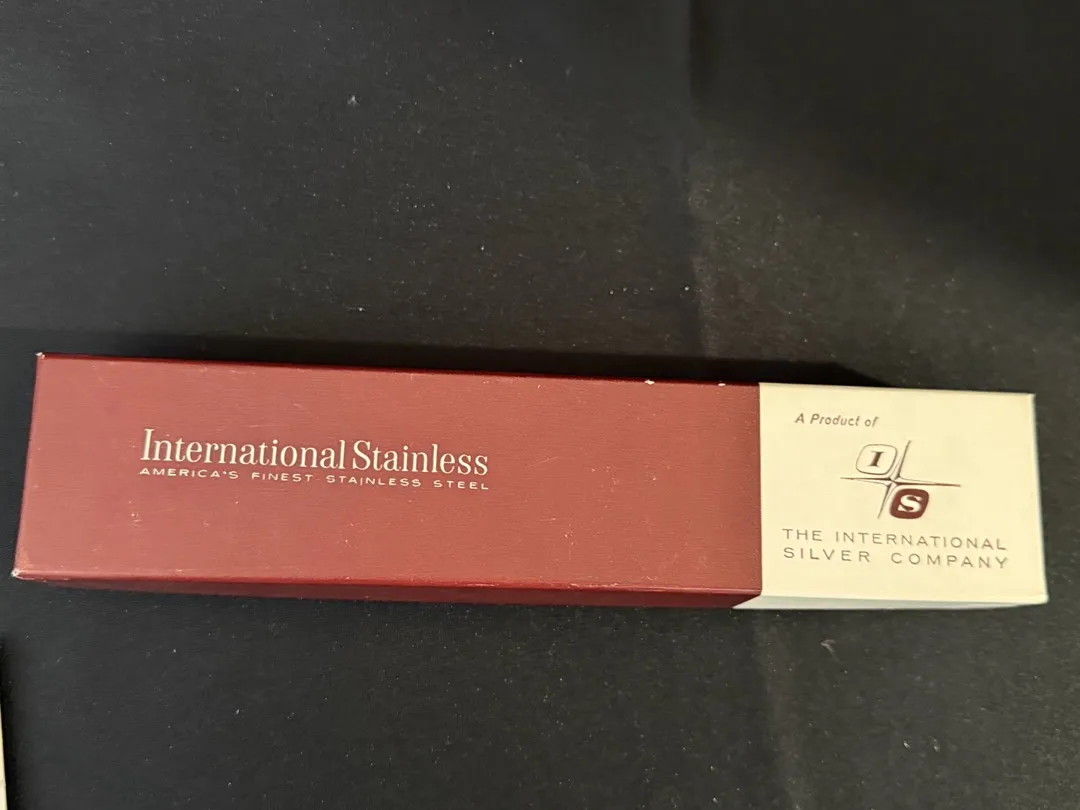 International Stainless
AMERICA'S FINEST STAINLESS STEEL
A Product of
I
S
THE INTERNATIONAL
SILVER COMPANY